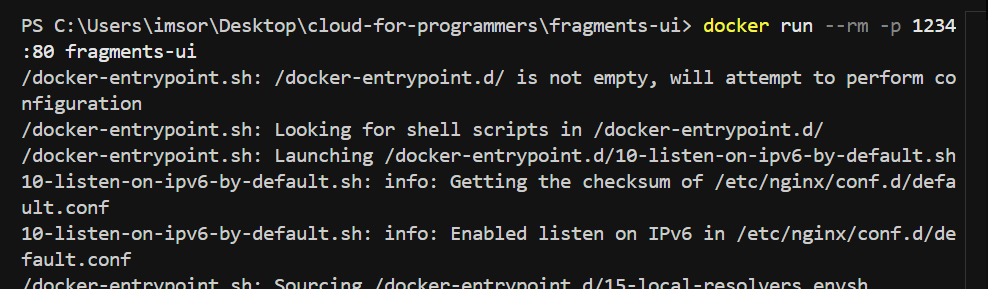 PS C:\Users\imsor\Desktop\cloud-for-programmers\fragments-ui> docker run --rm -p 1234
:80 fragments-ui
/docker-entrypoint.sh: /docker-entrypoint.d/ is not empty, will attempt to perform co
nfiguration
/docker-entrypoint.sh: Looking for shell scripts in /docker-entrypoint.d/
/docker-entrypoint.sh: Launching /docker-entrypoint.d/10-listen-on-ipv6-by-default.sh
10-listen-on-ipv6-by-default.sh: info: Getting the checksum of /etc/nginx/conf.d/defa
ult.conf
10-listen-on-ipv6-by-default.sh: info: Enabled listen on IPv6 in /etc/nginx/conf.d/de
fault.conf
/docker-entrypoint.sh: Sourcing /docker-entrypoint.d/15-local-resolvers.envsh